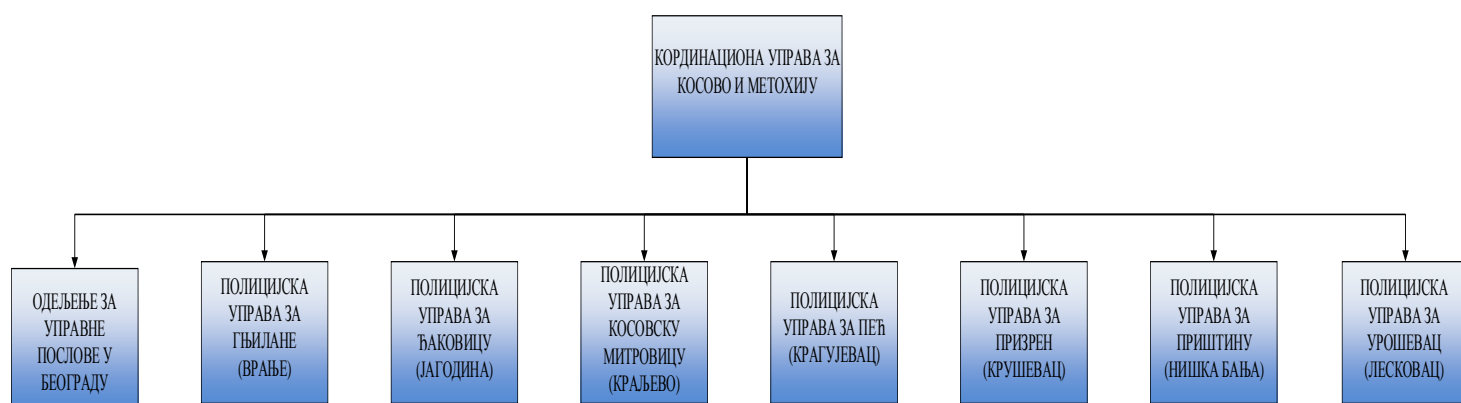 КОРДИНАЦИОНА УПРАВА ЗА
КОСОВО И МЕТОХИЈУ
ОДЕЉЕЊЕ ЗА
УПРАВНЕ
ПОСЛОВЕ У
БЕОГРАДУ
ПОЛИЦИЈСКА
УПРАВА ЗА
ГЊИЛАНЕ
(ВРАЊЕ)
ПОЛИЦИЈСКА
УПРАВА ЗА
ЂАКОВИЦУ
(ЈАГОДИНА)
ПОЛИЦИЈСКА
УПРАВА ЗА
КОСОВСКУ
МИТРОВИЦУ
(КРАЉЕВО)
ПОЛИЦИЈСКА
УПРАВА ЗА ПЕЋ
(КРАГУЈЕВАЦ)
ПОЛИЦИЈСКА
УПРАВА ЗА
ПРИЗРЕН
(КРУШЕВАЦ)
ПОЛИЦИЈСКА
УПРАВА ЗА
ПРИШТИНУ
(НИШКА БАЊА)
ПОЛИЦИЈСКА
УПРАВА ЗА
УРОШЕВАЦ
(ЛЕСКОВАЦ)